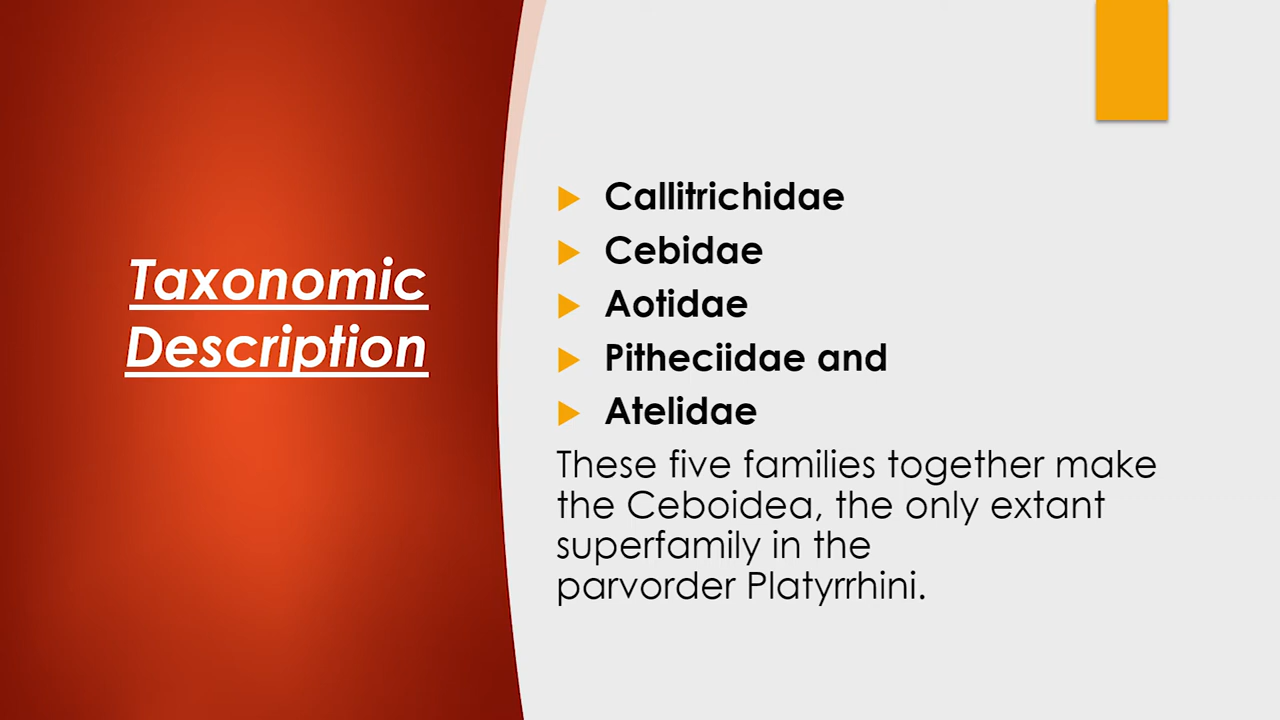 Taxonomic
Description
Callitrichidae
Cebidae
Aotidae
Pitheciidae and
Atelidae
These five families together make
the Ceboidea, the only extant
superfamily in the
parvorder Platyrrhini.